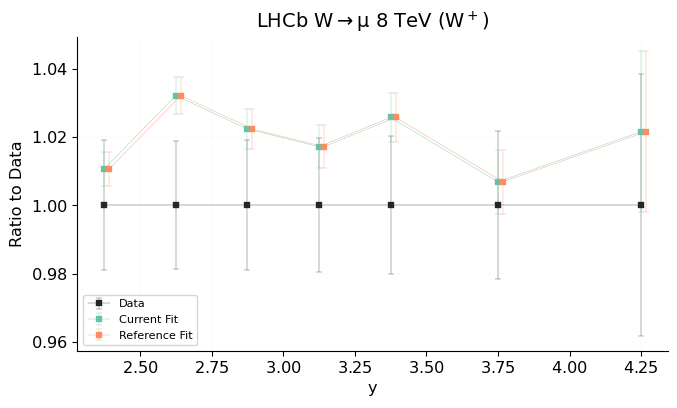 LHCb W→μ 8 TeV (W⁺)
Ratio to Data
1.04
1.02
1.00
0.98
0.96
Data
Current Fit
Reference Fit
2.50 2.75 3.00 3.25 3.50 3.75 4.00 4.25
y